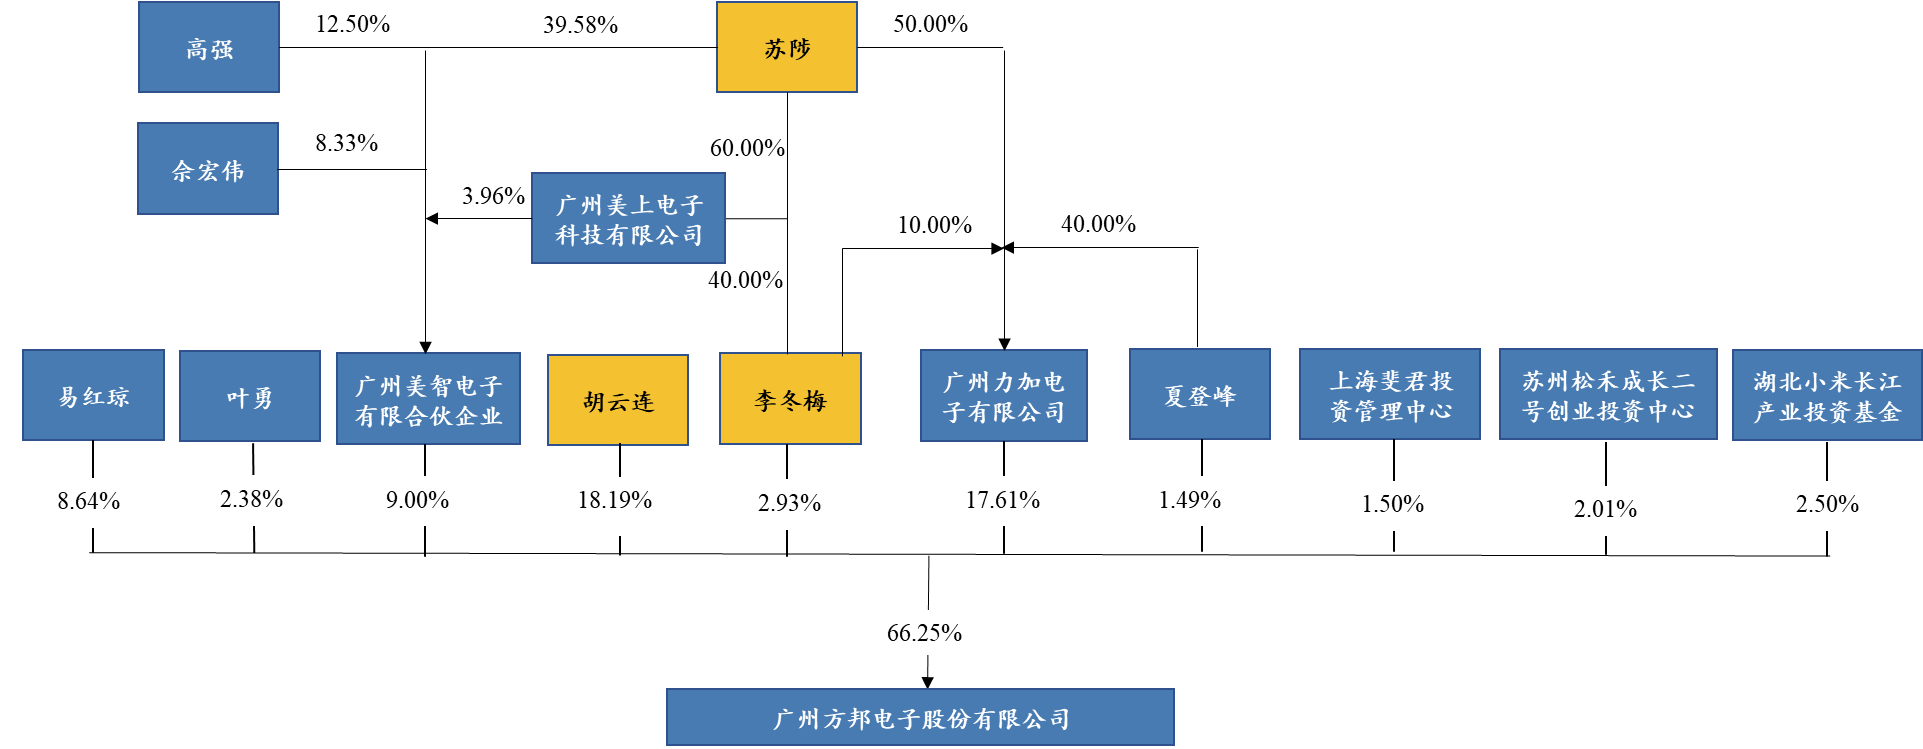 12.50%
39.58%
50.00%
高强
苏陟
8.33%
佘宏伟
60.00%
3.96%
广州美上电子
科技有限公司
10.00%
40.00%
40.00%
易红琼
叶勇
广州美智电子
有限合伙企业
胡云连
李冬梅
广州力加电
子有限公司
夏登峰
上海斐君投
资管理中心
苏州松禾成长二
号创业投资中心
湖北小米长江
产业投资基金
8.64%
2.38%
9.00%
18.19%
2.93%
17.61%
1.49%
1.50%
2.01%
2.50%
66.25%
广州方邦电子股份有限公司